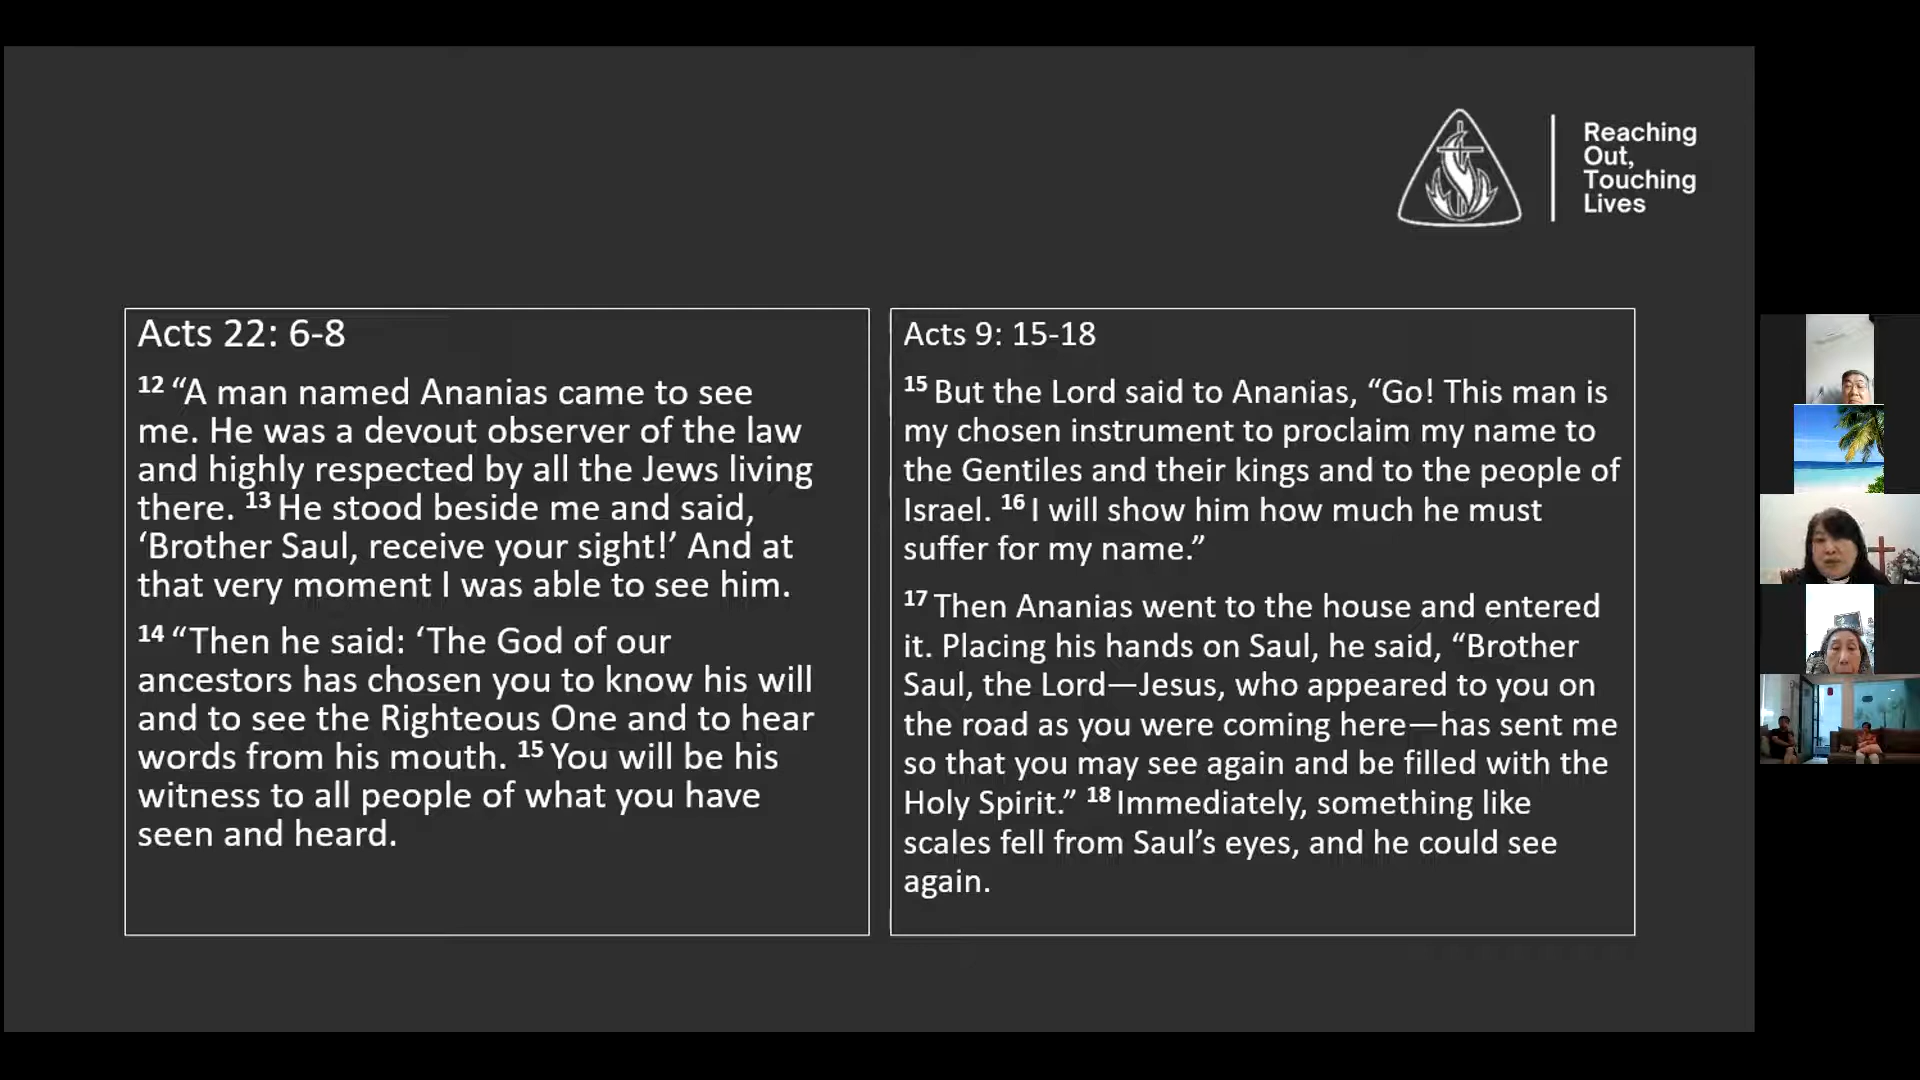 Reaching
Out,
Touching
Lives
Acts 22: 6-8
12 “A man named Ananias came to see
me. He was a devout observer of the law
and highly respected by all the Jews living
there. 13 He stood beside me and said,
‘Brother Saul, receive your sight!’ And at
that very moment I was able to see him.
14 “Then he said: ‘The God of our
ancestors has chosen you to know his will
and to see the Righteous One and to hear
words from his mouth. 15 You will be his
witness to all people of what you have
seen and heard.
Acts 9: 15-18
15 But the Lord said to Ananias, “Go! This man is
my chosen instrument to proclaim my name to
the Gentiles and their kings and to the people of
Israel. 16 I will show him how much he must
suffer for my name.”
17 Then Ananias went to the house and entered
it. Placing his hands on Saul, he said, “Brother
Saul, the Lord—Jesus, who appeared to you on
the road as you were coming here—has sent me
so that you may see again and be filled with the
Holy Spirit.” 18 Immediately, something like
scales fell from Saul’s eyes, and he could see
again.